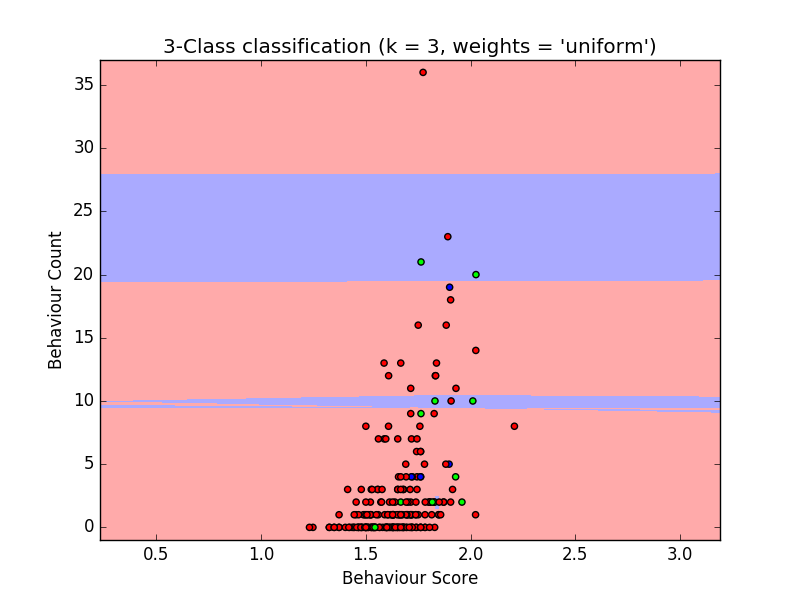 3-Class classification (k = 3, weights = 'uniform')
35
30
25
20
15
10
5
0
Behaviour Count
0.5 1.0 1.5 2.0 2.5 3.0
Behaviour Score